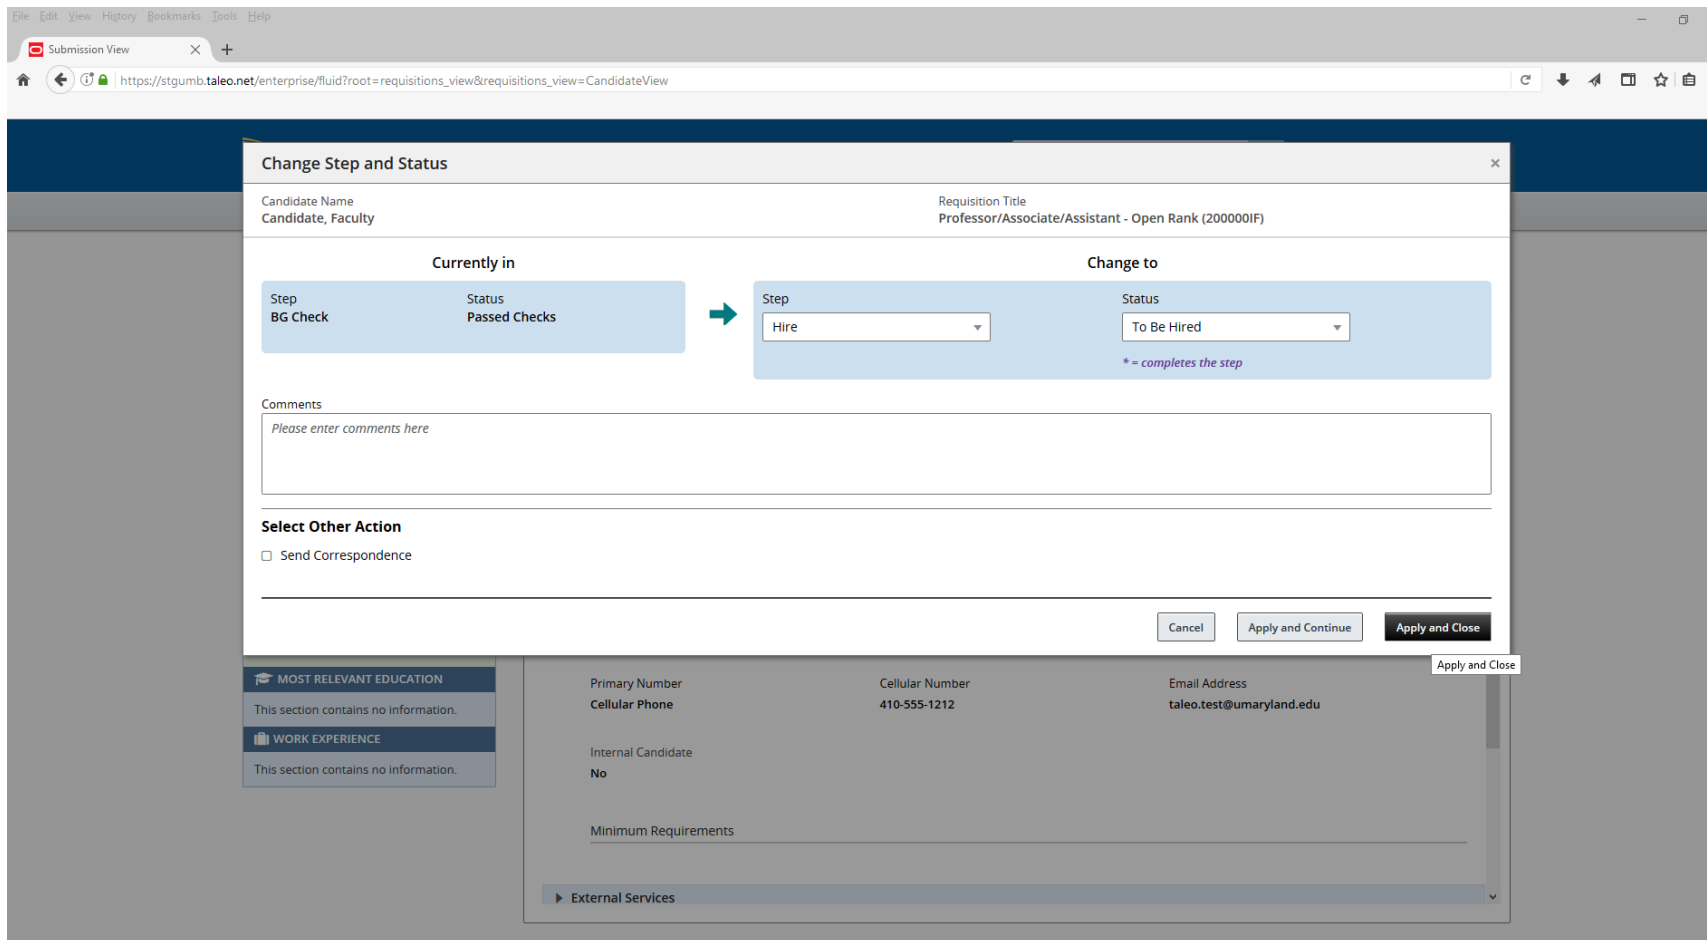 File Edit View History Bookmarks Tools Help
Submission View
https://stgumb.taleo.net/enterprise/fluid?root=requisitions_view&requisitions_view=CandidateView
Change Step and Status
Candidate Name
Candidate, Faculty
Requisition Title
Professor/Associate/Assistant - Open Rank (200000IF)
Currently in
Change to
Step
BG Check
Status
Passed Checks
Step
Hire
Status
To Be Hired
* = completes the step
Comments
Please enter comments here
Select Other Action
Send Correspondence
Cancel
Apply and Continue
Apply and Close
Apply and Close
MOST RELEVANT EDUCATION
This section contains no information.
WORK EXPERIENCE
This section contains no information.
Primary Number
Cellular Phone
Cellular Number
410-555-1212
Email Address
taleo.test@umaryland.edu
Internal Candidate
No
Minimum Requirements
External Services